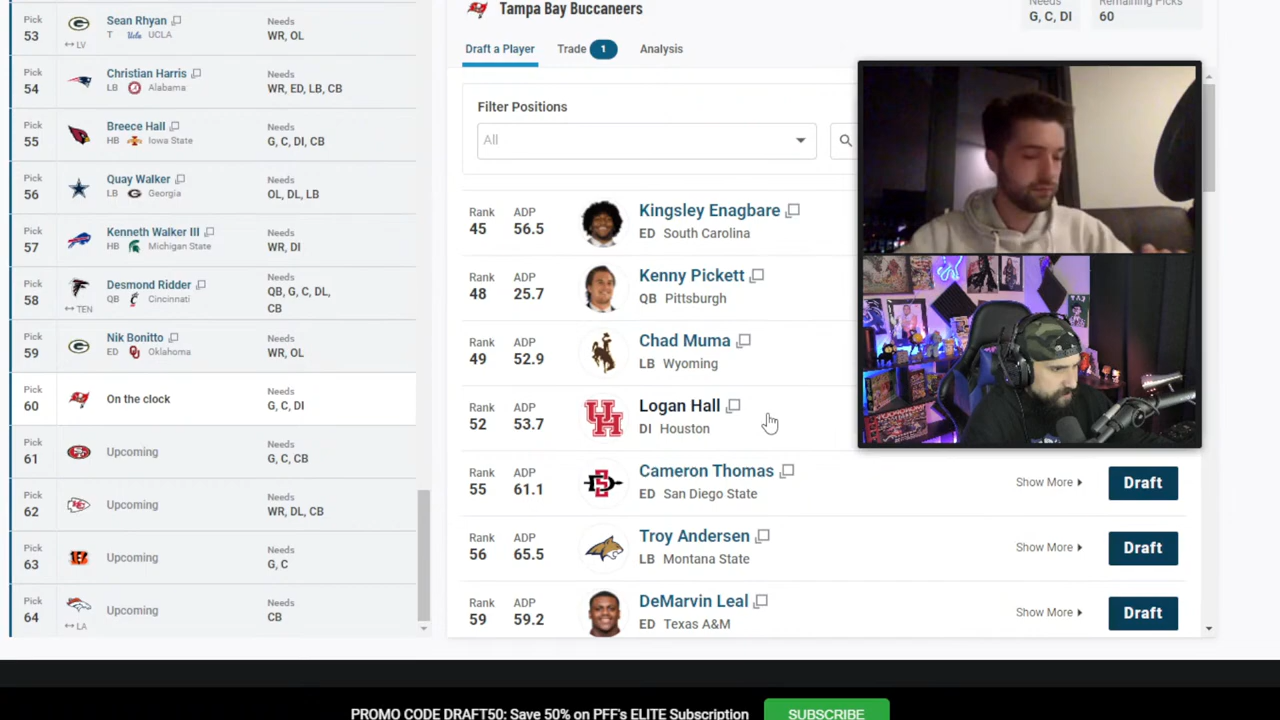 Pick
53
LV
Sean Rhyan
T UCLA
Needs
WR, OL
Pick
54
Christian Harris
LB Alabama
Needs
WR, ED, LB, CB
Pick
55
Breece Hall
HB Iowa State
Needs
G, C, DI, CB
Pick
56
Quay Walker
LB Georgia
Needs
OL, DL, LB
Pick
57
Kenneth Walker III
HB Michigan State
Needs
WR, DI
Pick
58
TEN
Desmond Ridder
QB Cincinnati
Needs
QB, G, C, DL,
CB
Pick
59
Nik Bonitto
ED Oklahoma
Needs
WR, OL
Pick
60
On the clock
Needs
G, C, DI
Pick
61
Upcoming
Needs
G, C, CB
Pick
62
Upcoming
Needs
WR, DL, CB
Pick
63
Upcoming
Needs
G, C
Pick
64
LA
Upcoming
Needs
CB
Tampa Bay Buccaneers
Needs
G, C, DI
Remaining Picks
60
Draft a Player
Trade 1
Analysis
Filter Positions
All
Rank
45
ADP
56.5
Kingsley Enagbare
ED South Carolina
Rank
48
ADP
25.7
Kenny Pickett
QB Pittsburgh
Rank
49
ADP
52.9
Chad Muma
LB Wyoming
Rank
52
ADP
53.7
Logan Hall
DI Houston
Rank
55
ADP
61.1
Cameron Thomas
ED San Diego State
Show More
Draft
Rank
56
ADP
65.5
Troy Andersen
LB Montana State
Show More
Draft
Rank
59
ADP
59.2
DeMarvin Leal
ED Texas A&M
Show More
Draft
PROMO CODE DRAFT50: Save 50% on PFF's ELITE Subscription
SUBSCRIBE